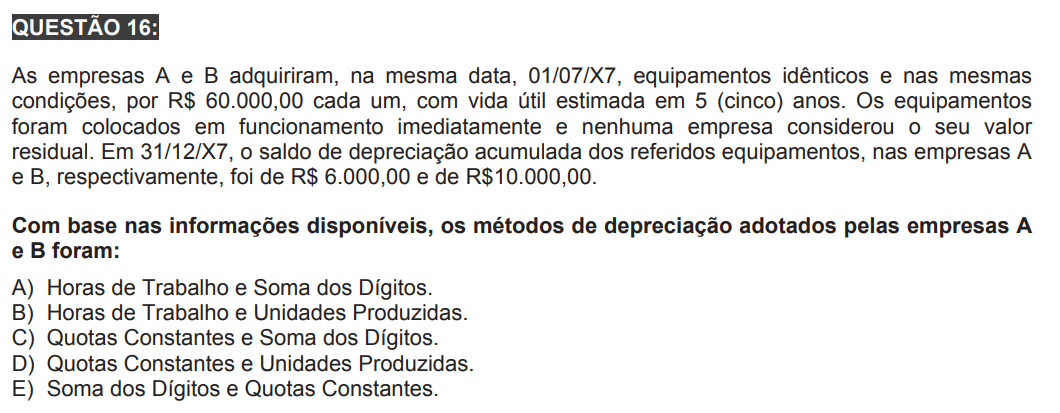 QUESTÃO 16:
As empresas A e B adquiriram, na mesma data, 01/07/X7, equipamentos idênticos e nas mesmas
condições, por R$ 60.000,00 cada um, com vida útil estimada em 5 (cinco) anos. Os equipamentos
foram colocados em funcionamento imediatamente e nenhuma empresa considerou o seu valor
residual. Em 31/12/X7, o saldo de depreciação acumulada dos referidos equipamentos, nas empresas A
e B, respectivamente, foi de R$ 6.000,00 e de R$10.000,00.
Com base nas informações disponíveis, os métodos de depreciação adotados pelas empresas A
e B foram:
A) Horas de Trabalho e Soma dos Dígitos.
B) Horas de Trabalho e Unidades Produzidas.
C) Quotas Constantes e Soma dos Dígitos.
D) Quotas Constantes e Unidades Produzidas.
E) Soma dos Dígitos e Quotas Constantes.